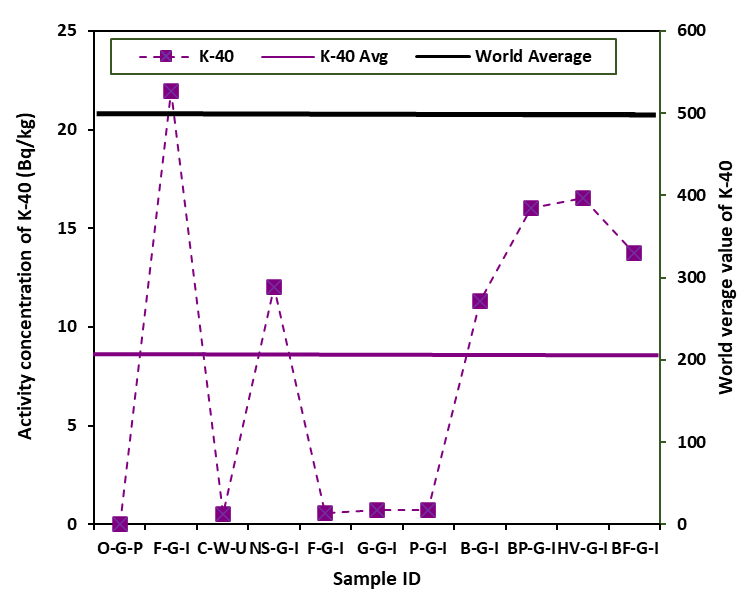 K-40 K-40 Avg World Average
25
20
15
10
5
0
600
500
400
300
200
100
0
Activity concentration of K-40 (Bq/kg)
World verage value of K-40
O-G-P F-G-I C-W-U NS-G-I F-G-I G-G-I P-G-I B-G-I BP-G-I HV-G-I BF-G-I
Sample ID